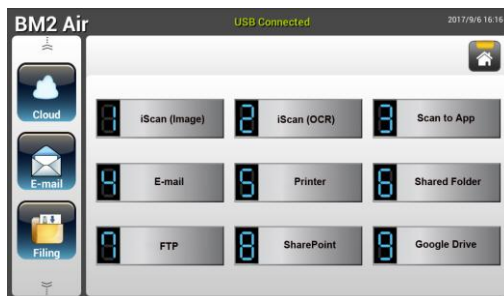 BM2 Air
USB Connected
2017/9/6 16:16
Cloud
E-mail
Filing
1 iScan (Image)
2 iScan (OCR)
3 Scan to App
4 E-mail
5 Printer
6 Shared Folder
7 FTP
8 SharePoint
9 Google Drive